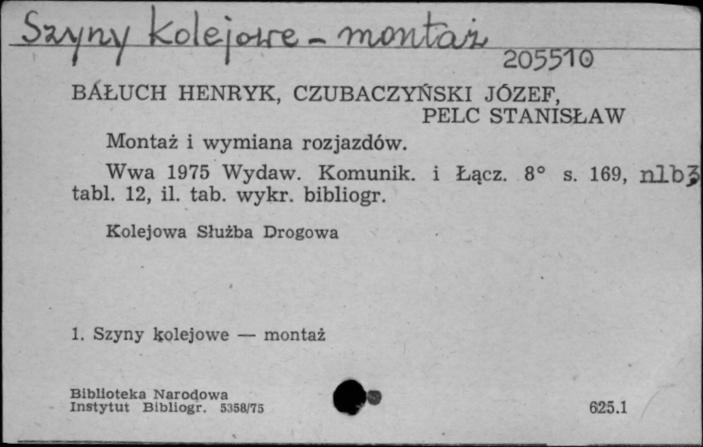 Szyny kolejowe - montaż
205510
BAŁUCH HENRYK, CZUBACZYŃSKI JÓZEF,
PELC STANISŁAW
Montaż i wymiana rozjazdów.
Wwa 1975 Wydaw. Komunik. i Łącz. 8° s. 169, nlb3
tabl. 12, il. tab. wykr. bibliogr.
Kolejowa Służba Drogowa
1. Szyny kolejowe — montaż
Biblioteka Narodowa
Instytut Bibliogr. 5358/75
625.1